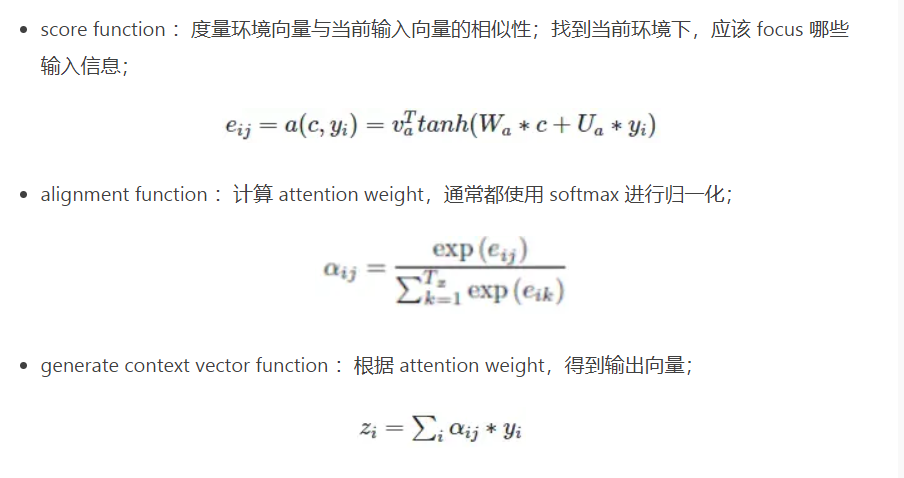 • score function ：度量环境向量与当前输入向量的相似性；找到当前环境下，应该 focus 哪些
输入信息；
e_{ij} = a(c, y_i) = v_a^T tanh(W_a * c + U_a * y_i)
• alignment function ：计算 attention weight，通常都使用 softmax 进行归一化；
α_{ij} = \frac{exp(e_{ij})}{∑_{k=1}^{T_x} exp(e_{ik})}
• generate context vector function ：根据 attention weight，得到输出向量；
z_i = ∑_i α_{ij} * y_i